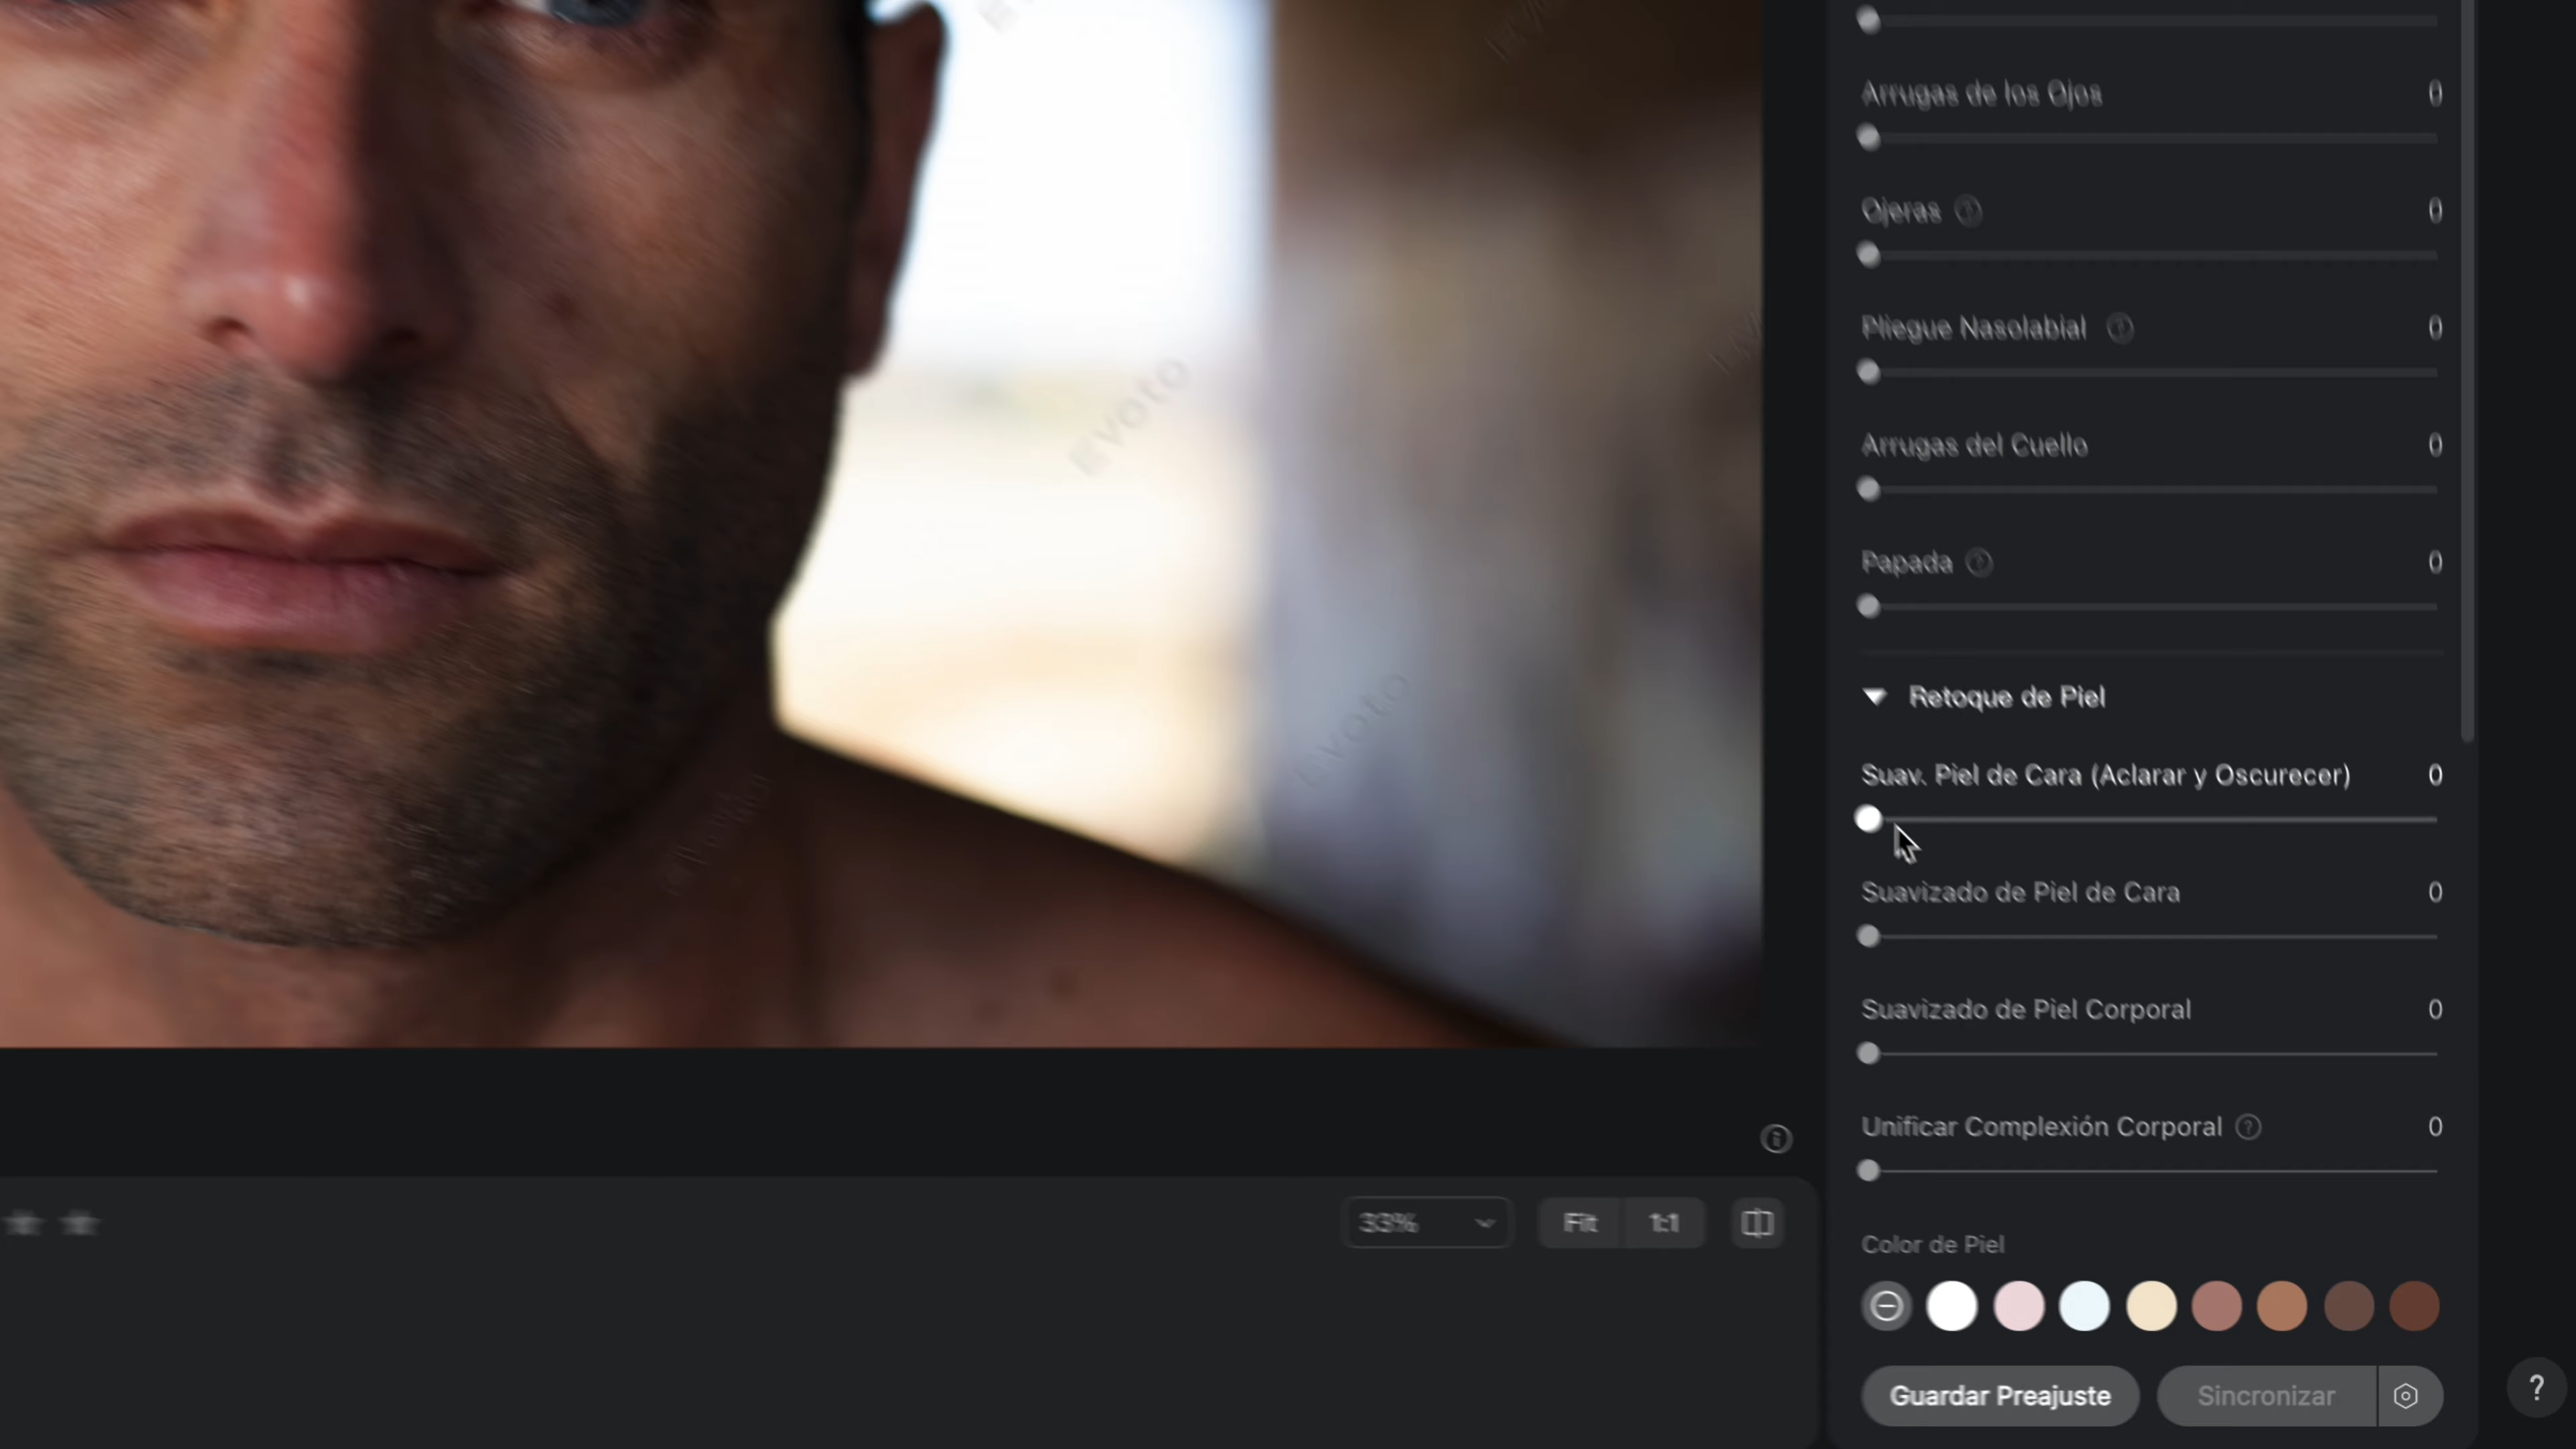 Arrugas de los Ojos 0
Ojeras ? 0
Pliegue Nasolabial ? 0
Arrugas del Cuello 0
Papada ? 0
Retoque de Piel
Suav. Piel de Cara (Aclarar y Oscurecer) 0
Suavizado de Piel de Cara 0
Suavizado de Piel Corporal 0
Unificar Complexión Corporal ? 0
Color de Piel
Guardar Preajuste Sincronizar
33% Fit 1:1
?
Evoto
Evoto